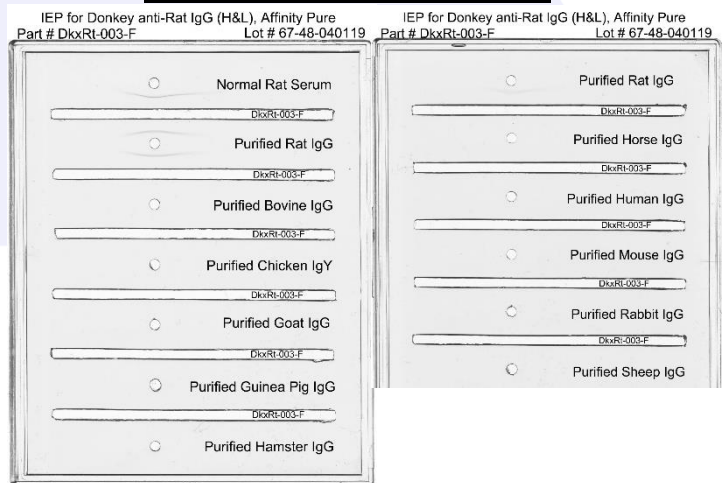 IEP for Donkey anti-Rat IgG (H&L), Affinity Pure
Part # DkxRt-003-F Lot # 67-48-040119
Normal Rat Serum
DkxRt-003-F
Purified Rat IgG
DkxRt-003-F
Purified Bovine IgG
DkxRt-003-F
Purified Chicken IgY
DkxRt-003-F
Purified Goat IgG
DkxRt-003-F
Purified Guinea Pig IgG
DkxRt-003-F
Purified Hamster IgG
IEP for Donkey anti-Rat IgG (H&L), Affinity Pure
Part # DkxRt-003-F Lot # 67-48-040119
Purified Rat IgG
DkxRt-003-F
Purified Horse IgG
DkxRt-003-F
Purified Human IgG
DkxRt-003-F
Purified Mouse IgG
DkxRt-003-F
Purified Rabbit IgG
DkxRt-003-F
Purified Sheep IgG